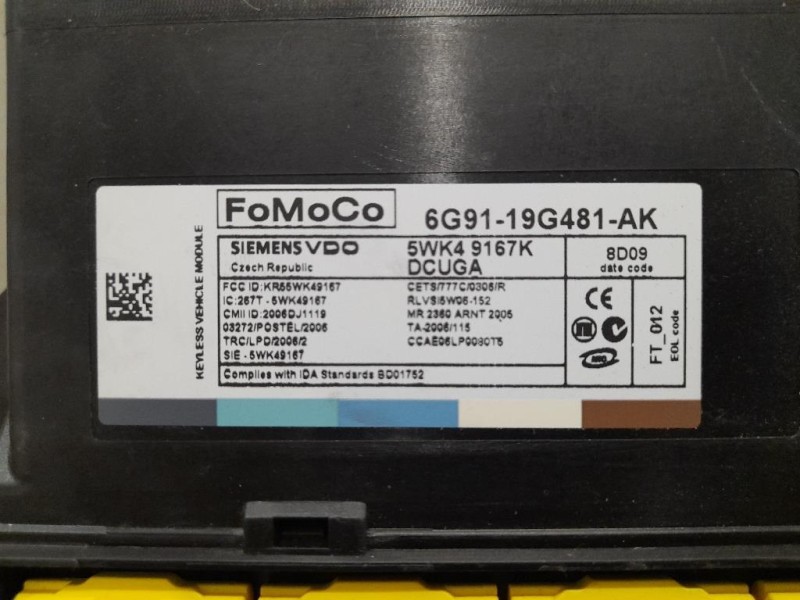 FoMoCo
6G91-19G481-AK
KEYLESS VEHICLE MODULE
SIEMENS VDO
Czech Republic
5WK4 9167K
DCUGA
8D09
date code
FCC ID:KR55WK49167
IC:267T - 5WK49167
CMII ID:2006DJ1119
03272/POSTEL/2006
TRC/LPD/2006/2
SIE - 5WK49167
CETS/777C/0306/R
RLVSI5W06-152
MR 2360 ARNT 2005
TA-2006/115
CCAE06LP0080T5
CE
FT_012
EOL code
Complies with IDA Standards BD01752